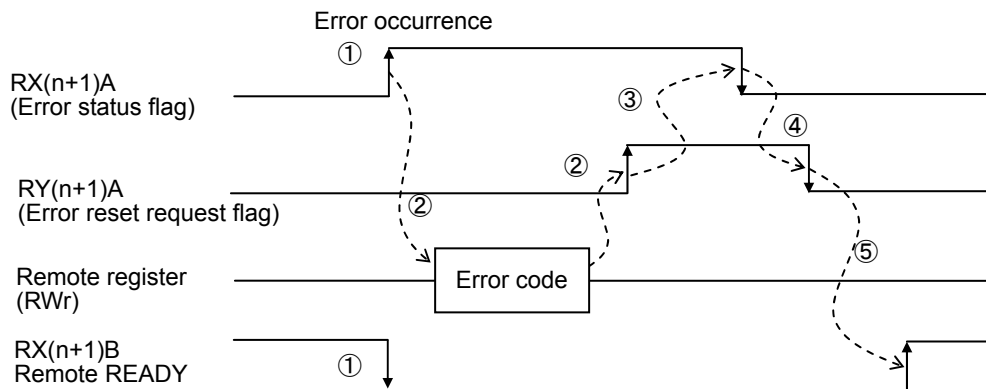 Error occurrence
①
RX(n+1)A
(Error status flag)
③
④
②
RY(n+1)A
(Error reset request flag)
②
⑤
Remote register
(RWr)
Error code
RX(n+1)B
Remote READY
①